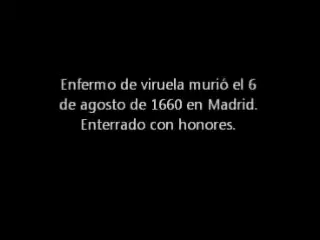 Enfermo de viruela murió el 6
de agosto de 1660 en Madrid.
Enterrado con honores.